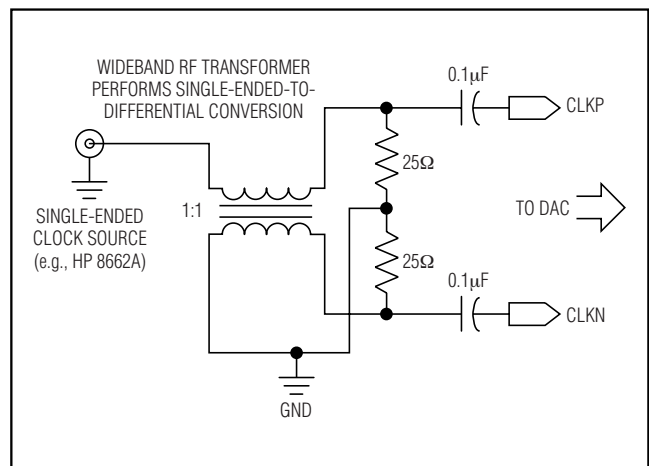 WIDEBAND RF TRANSFORMER
PERFORMS SINGLE-ENDED-TO-
DIFFERENTIAL CONVERSION
0.1μF
CLKP
25Ω
1:1
TO DAC
SINGLE-ENDED
CLOCK SOURCE
(e.g., HP 8662A)
25Ω
0.1μF
CLKN
GND